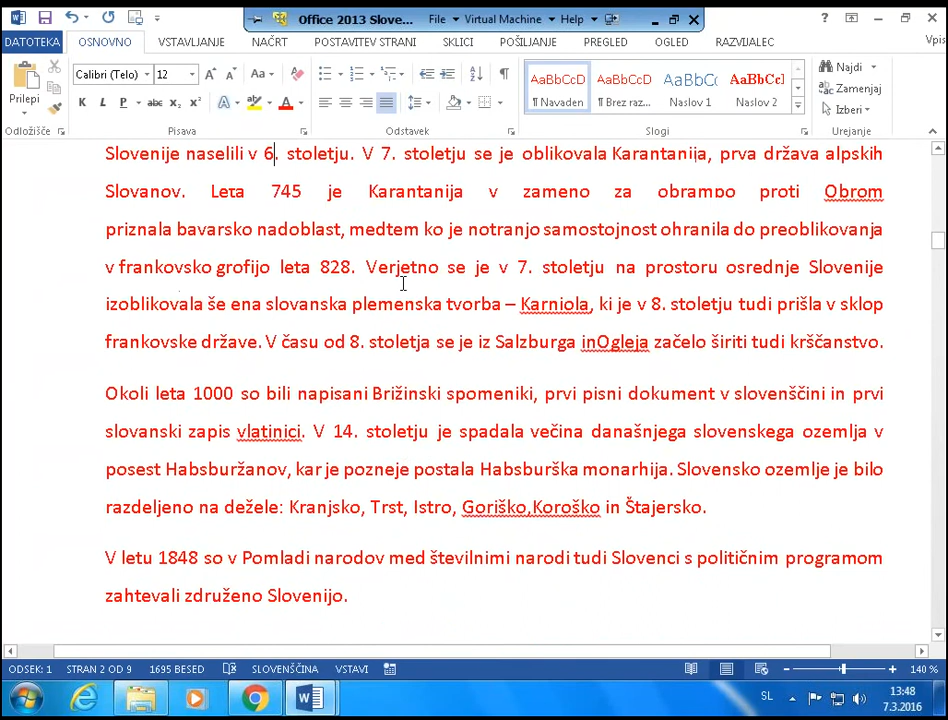 Office 2013 Slove...
File
Virtual Machine
Help
DATOTEKA
OSNOVNO
VSTAVLJANJE
NAČRT
POSTAVITEV STRANI
SKLICI
POŠILJANJE
PREGLED
OGLED
RAZVIJALEC
Vpis
Prilepi
Calibri (Telo)
12
Aa
K L P abc x₂ x²
AaBbCcD
AaBbCcD
AaBbCc
AaBbCcI
¶ Navaden
¶ Brez raz...
Naslov 1
Naslov 2
Najdi
Zamenjaj
Izberi
Odložišče
Pisava
Odstavek
Slogi
Urejanje
Slovenije naselili v 6. stoletju. V 7. stoletju se je oblikovala Karantanija, prva država alpskih
Slovanov. Leta 745 je Karantanija v zameno za obrambo proti Obrom
priznala bavarsko nadoblast, medtem ko je notranjo samostojnost ohranila do preoblikovanja
v frankovsko grofijo leta 828. Verjetno se je v 7. stoletju na prostoru osrednje Slovenije
izoblikovala še ena slovanska plemenska tvorba – Karniola, ki je v 8. stoletju tudi prišla v sklop
frankovske države. V času od 8. stoletja se je iz Salzburga inOgleja začelo širiti tudi krščanstvo.
Okoli leta 1000 so bili napisani Brižinski spomeniki, prvi pisni dokument v slovenščini in prvi
slovanski zapis vlatinici. V 14. stoletju je spadala večina današnjega slovenskega ozemlja v
posest Habsburžanov, kar je pozneje postala Habsburška monarhija. Slovensko ozemlje je bilo
razdeljeno na dežele: Kranjsko, Trst, Istro, Goriško,Koroško in Štajersko.
V letu 1848 so v Pomladi narodov med številnimi narodi tudi Slovenci s političnim programom
zahtevali združeno Slovenijo.
ODSEK: 1
STRAN 2 OD 9
1695 BESED
SLOVENŠČINA
VSTAVI
140 %
SL
13:48
7.3.2016